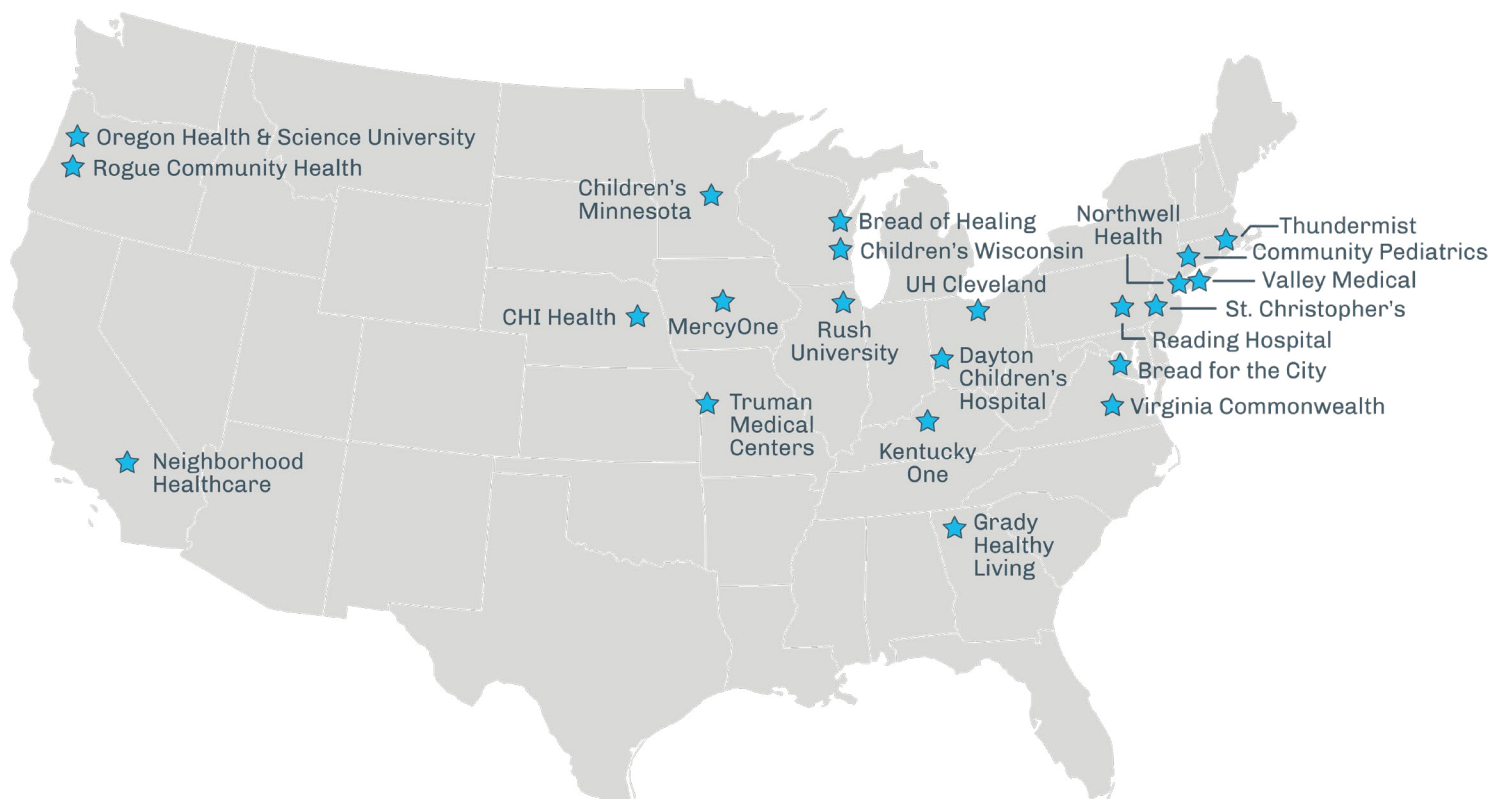 Oregon Health & Science University
Rogue Community Health
Children's
Minnesota
Bread of Healing
Children's Wisconsin
Northwell
Health
Thundermist
Community Pediatrics
Valley Medical
St. Christopher's
Reading Hospital
Bread for the City
Virginia Commonwealth
UH Cleveland
CHI Health
MercyOne
Rush
University
Dayton
Children's
Hospital
Truman
Medical
Centers
Kentucky
One
Neighborhood
Healthcare
Grady
Healthy
Living